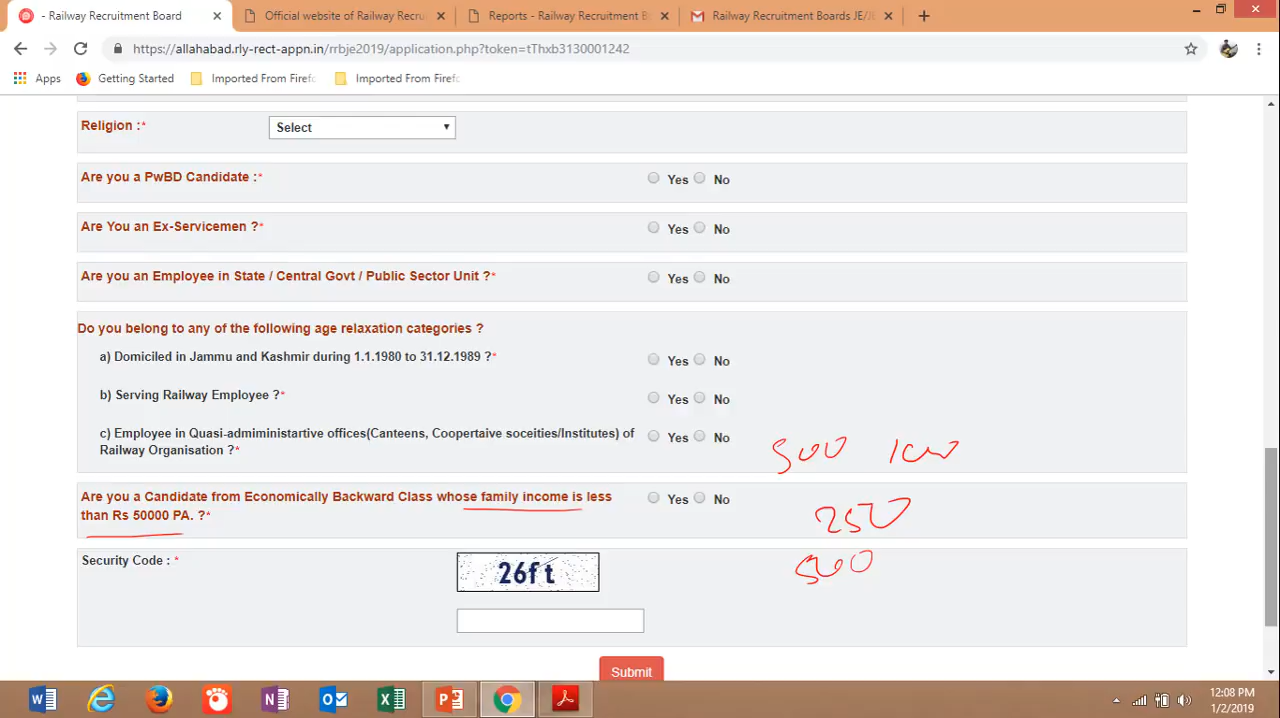 - Railway Recruitment Board
Official website of Railway Recru
Reports - Railway Recruitment B
Railway Recruitment Boards JE/JE
https://allahabad.rly-rect-appn.in/rrbje2019/application.php?token=tThxb3130001242
Apps
Getting Started
Imported From Firefo
Imported From Firefo
Religion :*
Select
Are you a PwBD Candidate :*
Yes No
Are You an Ex-Servicemen ?*
Yes No
Are you an Employee in State / Central Govt / Public Sector Unit ?*
Yes No
Do you belong to any of the following age relaxation categories ?
a) Domiciled in Jammu and Kashmir during 1.1.1980 to 31.12.1989 ?*
Yes No
b) Serving Railway Employee ?*
Yes No
c) Employee in Quasi-admiministartive offices(Canteens, Coopertaive soceities/Institutes) of
Railway Organisation ?*
Yes No
500
Are you a Candidate from Economically Backward Class whose family income is less
than Rs 50000 PA. ?*
Yes No
250
Security Code : *
26ft
500
Submit
12:08 PM
1/2/2019